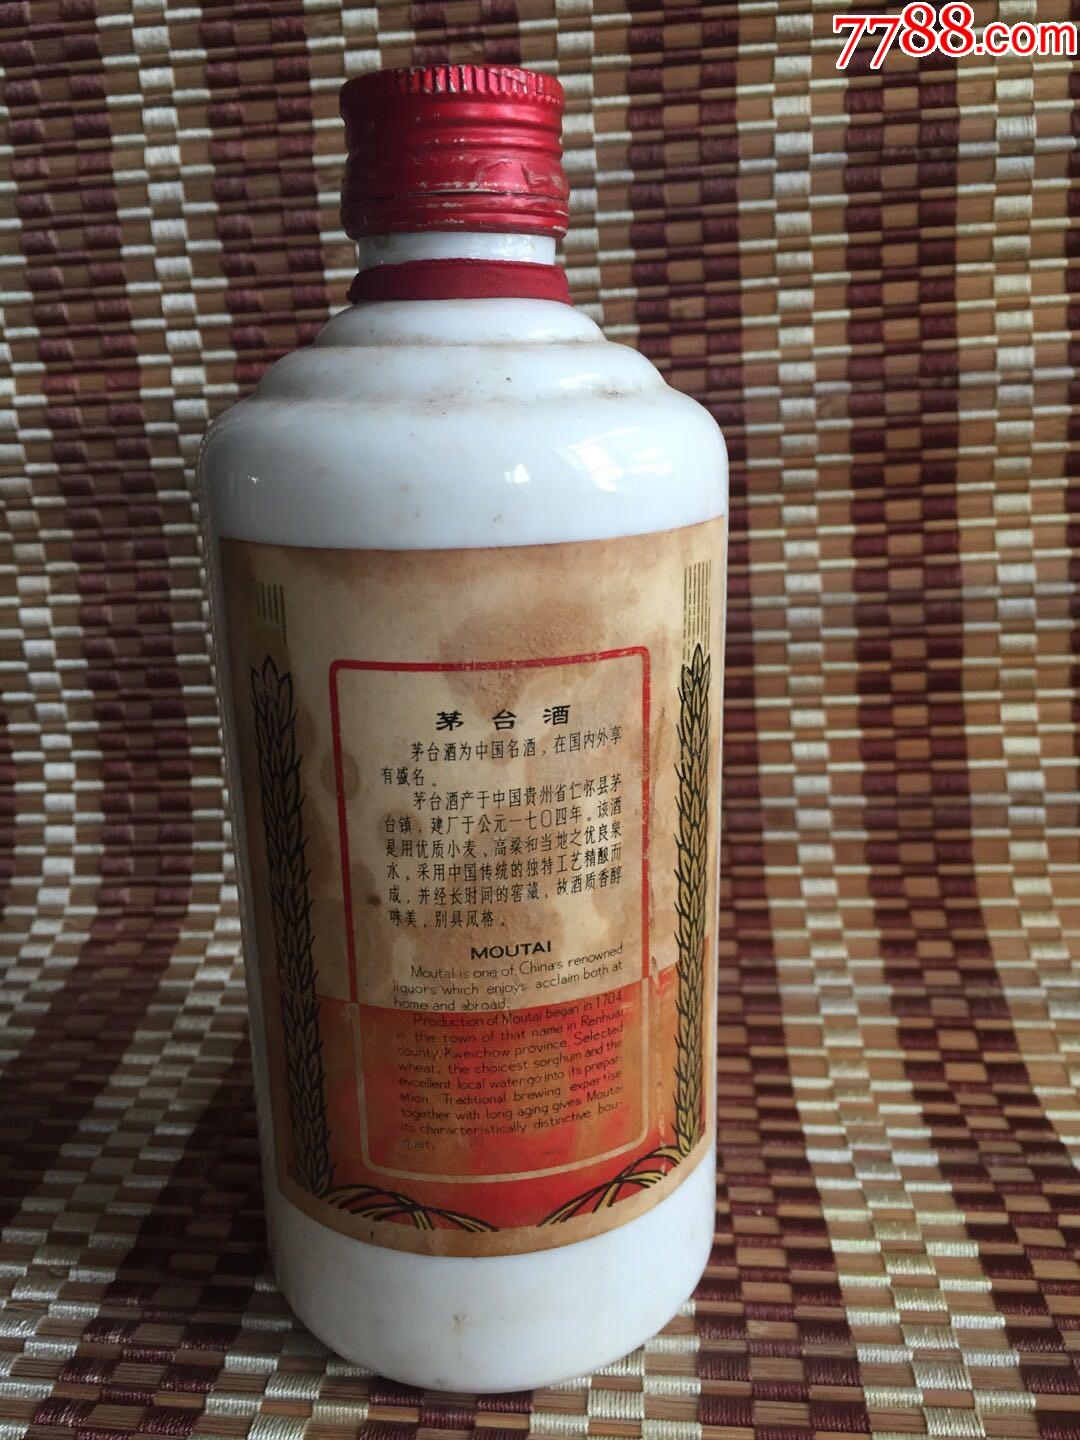 7788.com
茅台酒
茅台酒为中国名酒，在国内外享
有盛名。
茅台酒产于中国贵州省仁怀县茅
台镇，建厂于公元一七〇四年。该酒
是用优质小麦、高粱和当地之优良泉
水，采用中国传统的独特工艺精酿而
成，并经长时间的窖藏，故酒质香醇
味美，别具风格。
MOUTAI
Moutai is one of China's renowned
liquors which enjoys acclaim both at
home and abroad.
Production of Moutai began in 1704
in the town of that name in Renhuai
county, Kweichow province. Selected
wheat, the choicest sorghum and the
excellent local water go into its prepar-
ation. Traditional brewing expertise
together with long aging gives Moutai
its characteristically distinctive bou-
quet.